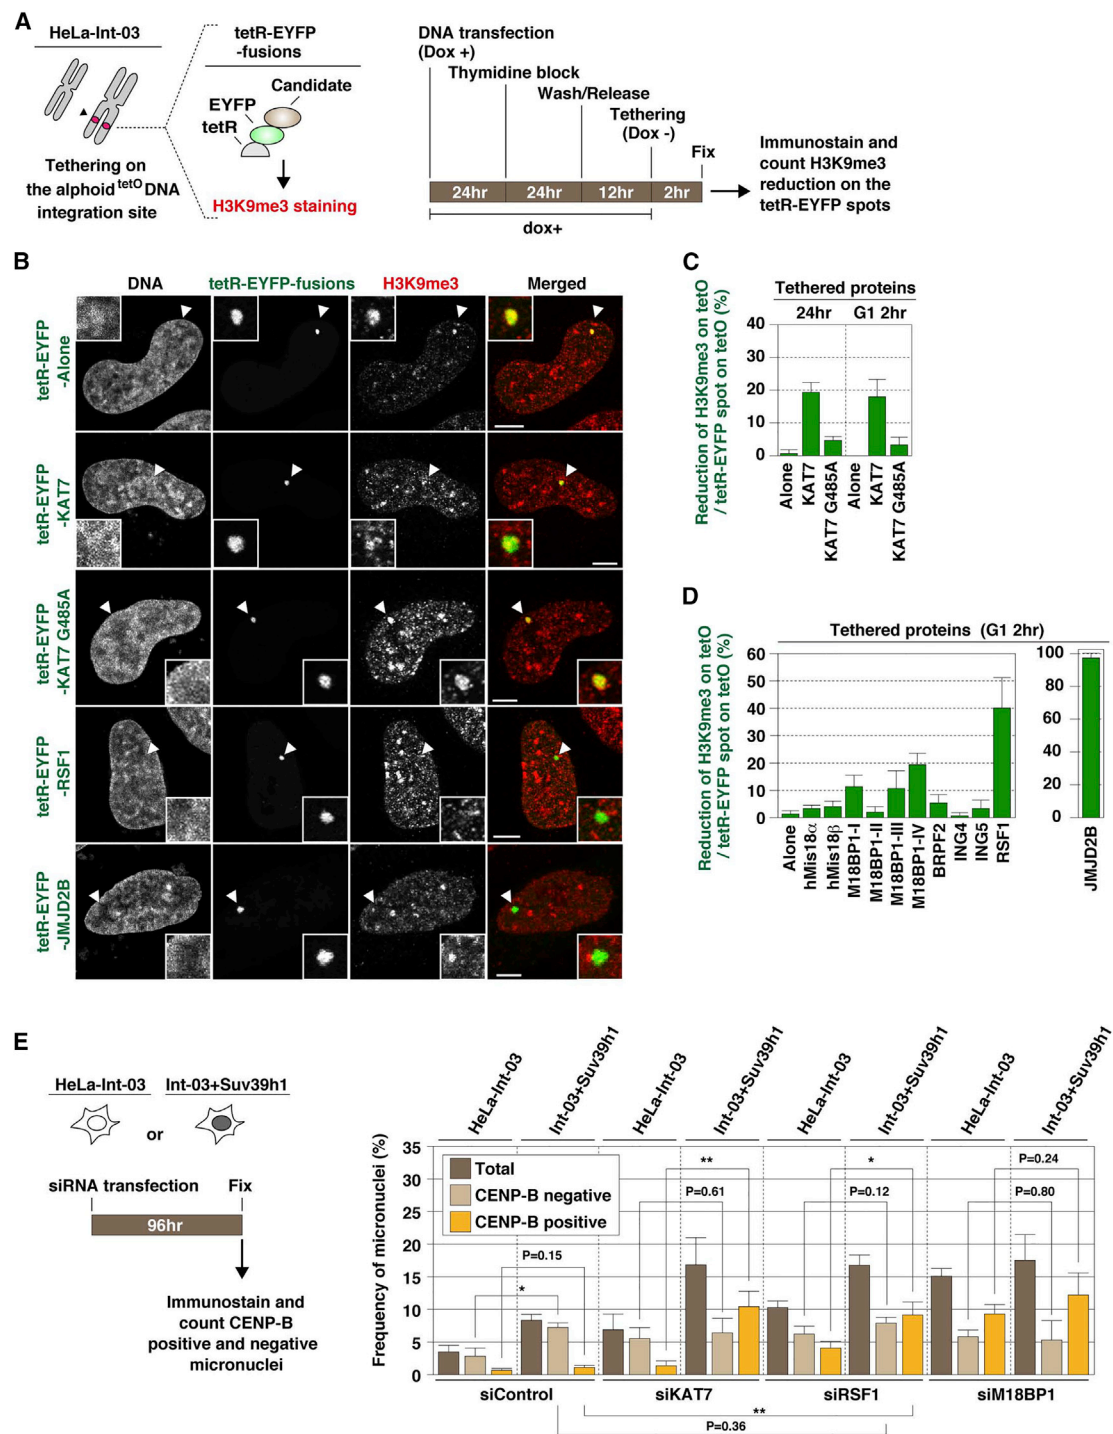 A
HeLa-Int-03
tetR-EYFP
-fusions
Candidate
EYFP
tetR
Tethering on
the alphoid tetO DNA
integration site
H3K9me3 staining
DNA transfection
(Dox +)
Thymidine block
Wash/Release
Tethering
(Dox -)
Fix
24hr 24hr 12hr 2hr
dox+
Immunostain and
count H3K9me3
reduction on the
tetR-EYFP spots
B
DNA tetR-EYFP-fusions H3K9me3 Merged
tetR-EYFP
-Alone
tetR-EYFP
-KAT7
tetR-EYFP
-KAT7 G485A
tetR-EYFP
-RSF1
tetR-EYFP
-JMJD2B
C
Tethered proteins
24hr G1 2hr
Reduction of H3K9me3 on tetO
/ tetR-EYFP spot on tetO (%)
40
30
20
10
0
Alone
KAT7
KAT7 G485A
Alone
KAT7
KAT7 G485A
D
Tethered proteins (G1 2hr)
Reduction of H3K9me3 on tetO
/ tetR-EYFP spot on tetO (%)
60
50
40
30
20
10
0
Alone
hMis18α
hMis18β
M18BP1-I
M18BP1-II
M18BP1-III
M18BP1-IV
BRPF2
ING4
ING5
RSF1
100
80
60
40
20
0
JMJD2B
E
HeLa-Int-03 Int-03+Suv39h1
or
siRNA transfection Fix
96hr
Immunostain and
count CENP-B
positive and negative
micronuclei
HeLa-Int-03
Int-03+Suv39h1
HeLa-Int-03
Int-03+Suv39h1
HeLa-Int-03
Int-03+Suv39h1
HeLa-Int-03
Int-03+Suv39h1
Frequency of micronuclei (%)
35
30
25
20
15
10
5
0
Total
CENP-B negative
CENP-B positive
P=0.15
*
**
P=0.61
*
P=0.12
P=0.24
P=0.80
siControl siKAT7 siRSF1 siM18BP1
**
P=0.36